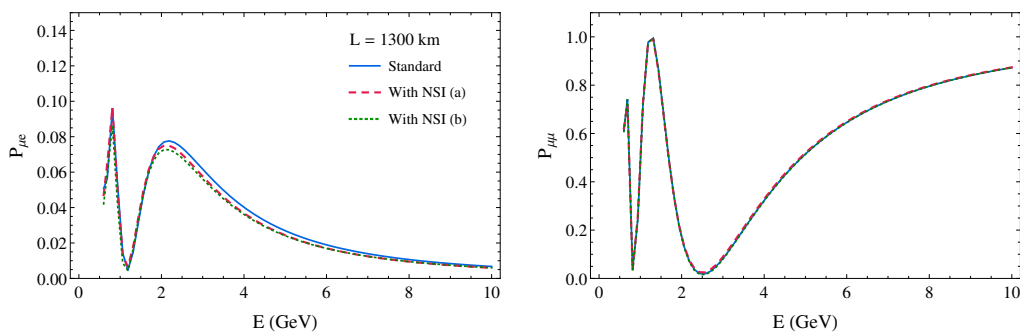 0.14
0.12
0.10
0.08
0.06
0.04
0.02
0.00
P_μe
L = 1300 km
Standard
With NSI (a)
With NSI (b)
0 2 4 6 8 10
E (GeV)
1.0
0.8
0.6
0.4
0.2
0.0
P_μμ
0 2 4 6 8 10
E (GeV)